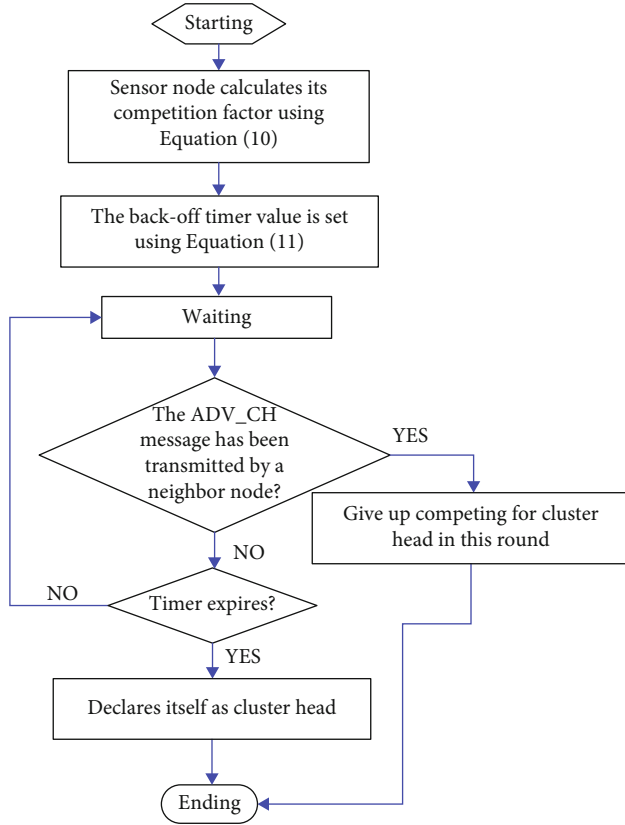 Starting
Sensor node calculates its
competition factor using
Equation (10)
The back-off timer value is set
using Equation (11)
Waiting
The ADV_CH
message has been
transmitted by a
neighbor node?
YES
Give up competing for cluster
head in this round
NO
Timer expires?
NO
YES
Declares itself as cluster head
Ending